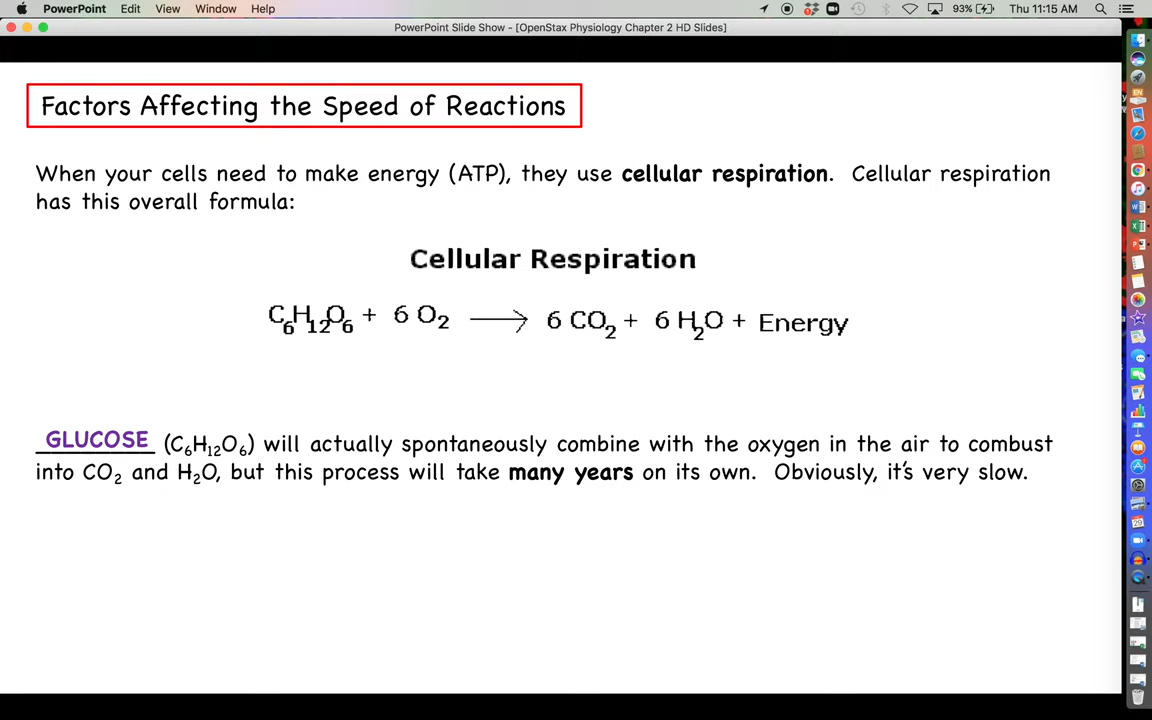 PowerPoint Edit View Window Help 93% Thu 11:15 AM
PowerPoint Slide Show - [OpenStax Physiology Chapter 2 HD Slides]
Factors Affecting the Speed of Reactions
When your cells need to make energy (ATP), they use cellular respiration. Cellular respiration
has this overall formula:
Cellular Respiration
C₆H₁₂O₆ + 6 O₂ ⟶ 6 CO₂ + 6 H₂O + Energy
GLUCOSE (C₆H₁₂O₆) will actually spontaneously combine with the oxygen in the air to combust
into CO₂ and H₂O, but this process will take many years on its own. Obviously, it's very slow.